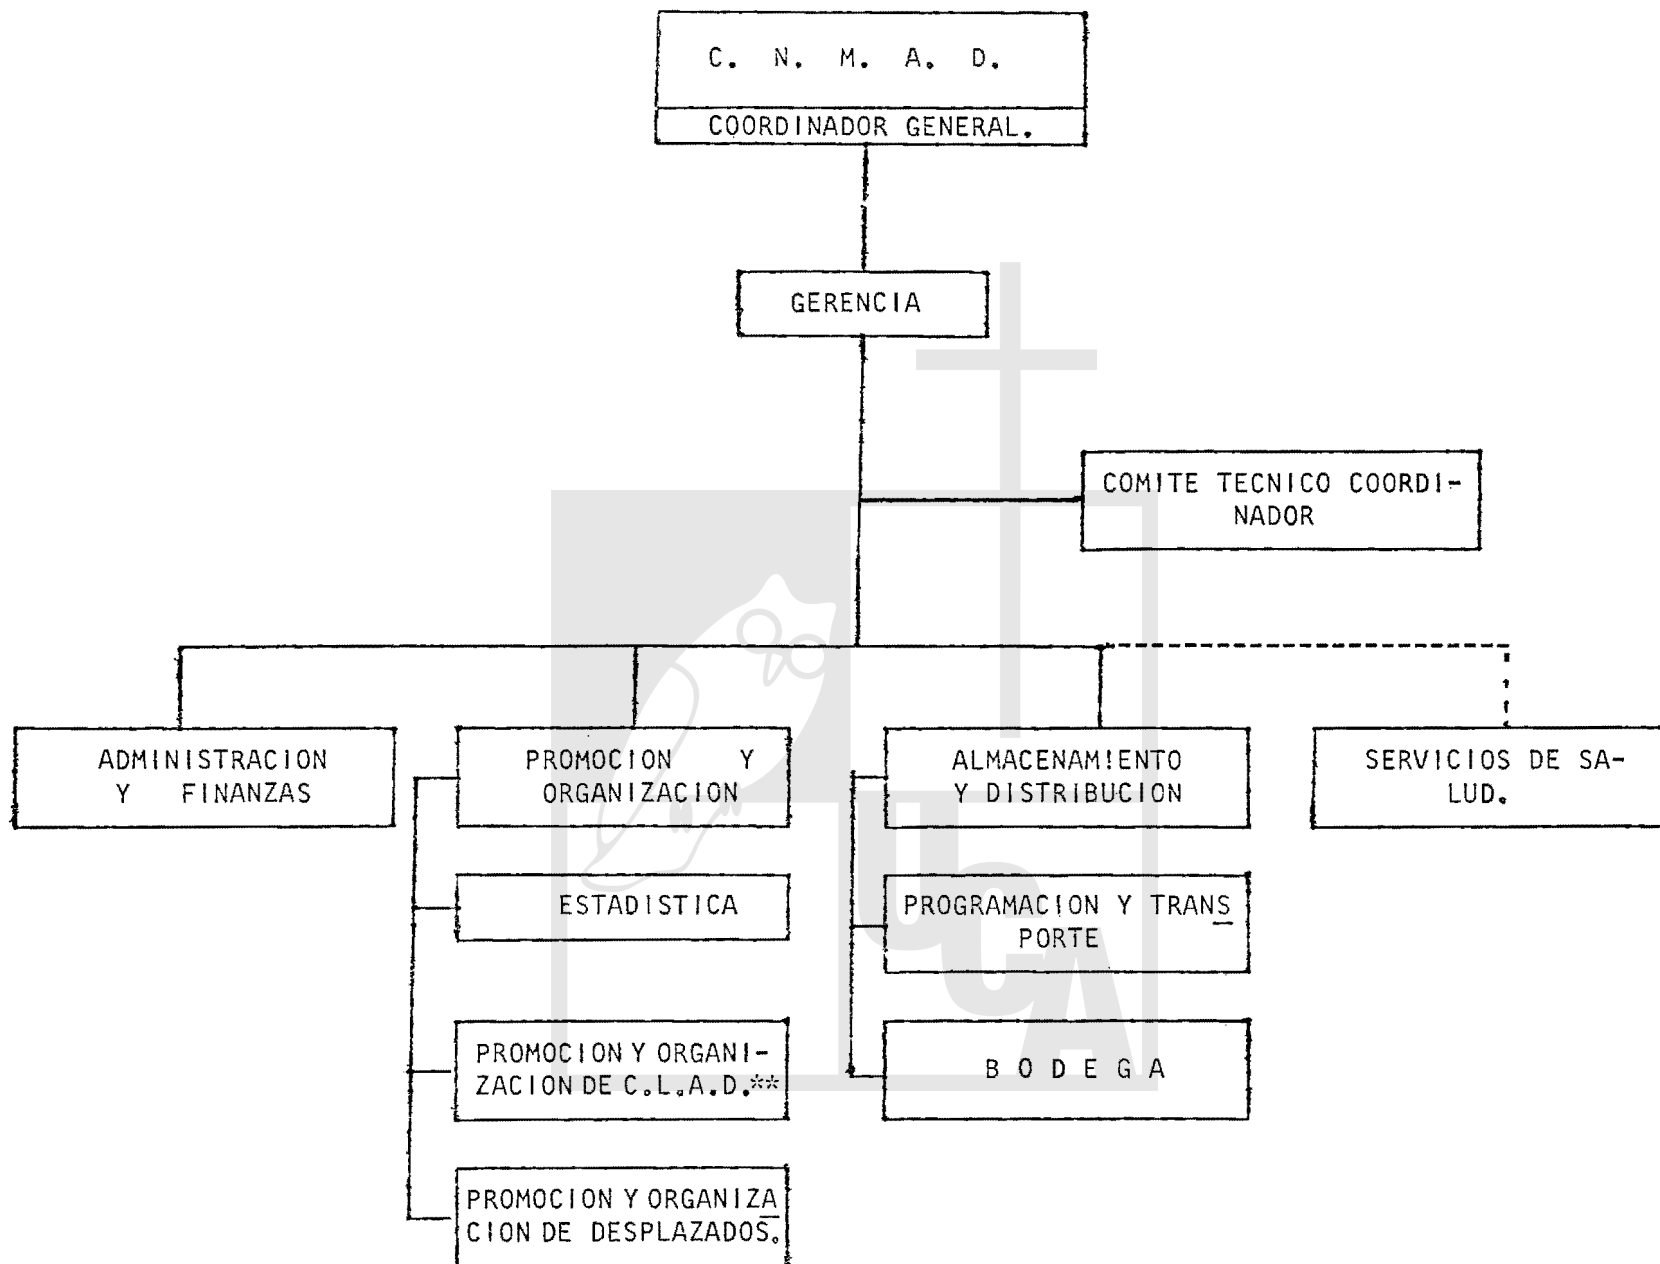 C. N. M. A. D.
COORDINADOR GENERAL.
GERENCIA
COMITE TECNICO COORDI-
NADOR
ADMINISTRACION
Y FINANZAS
PROMOCION Y
ORGANIZACION
ALMACENAMIENTO
Y DISTRIBUCION
SERVICIOS DE SA-
LUD.
ESTADISTICA
PROGRAMACION Y TRANS
PORTE
PROMOCION Y ORGANI-
ZACION DE C.L.A.D.**
B O D E G A
PROMOCION Y ORGANIZA
CION DE DESPLAZADOS.
UCA